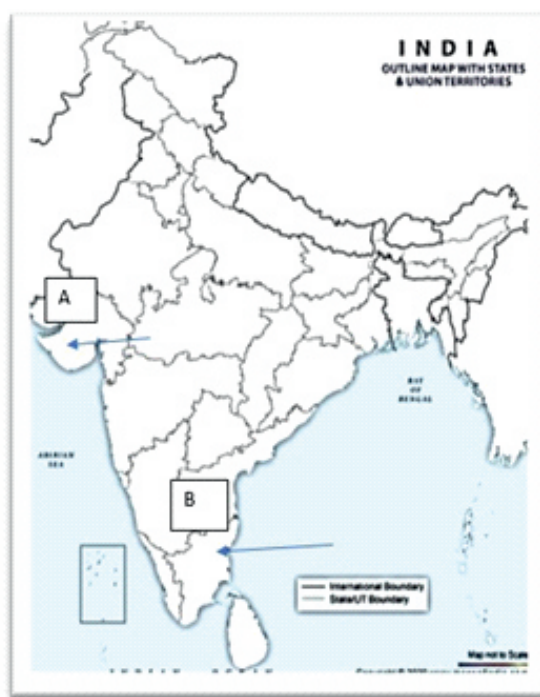 INDIA
OUTLINE MAP WITH STATES
& UNION TERRITORIES
A
BAY
OF
BENGAL
ARABIAN
SEA
B
International Boundary
State/UT Boundary
Map not to Scale